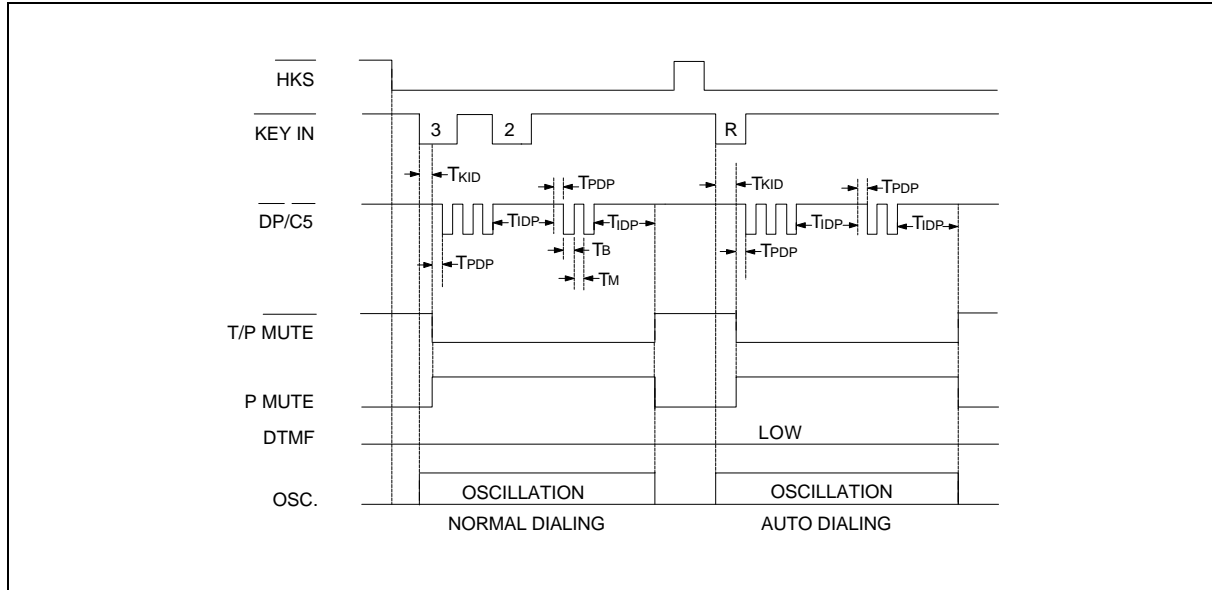 HKS
KEY IN
3
2
R
TKID
TPDP
TKID
TPDP
DP/C5
TIDP
TIDP
TIDP
TIDP
TB
TPDP
TPDP
TM
T/P MUTE
P MUTE
DTMF
LOW
OSC.
OSCILLATION
OSCILLATION
NORMAL DIALING
AUTO DIALING